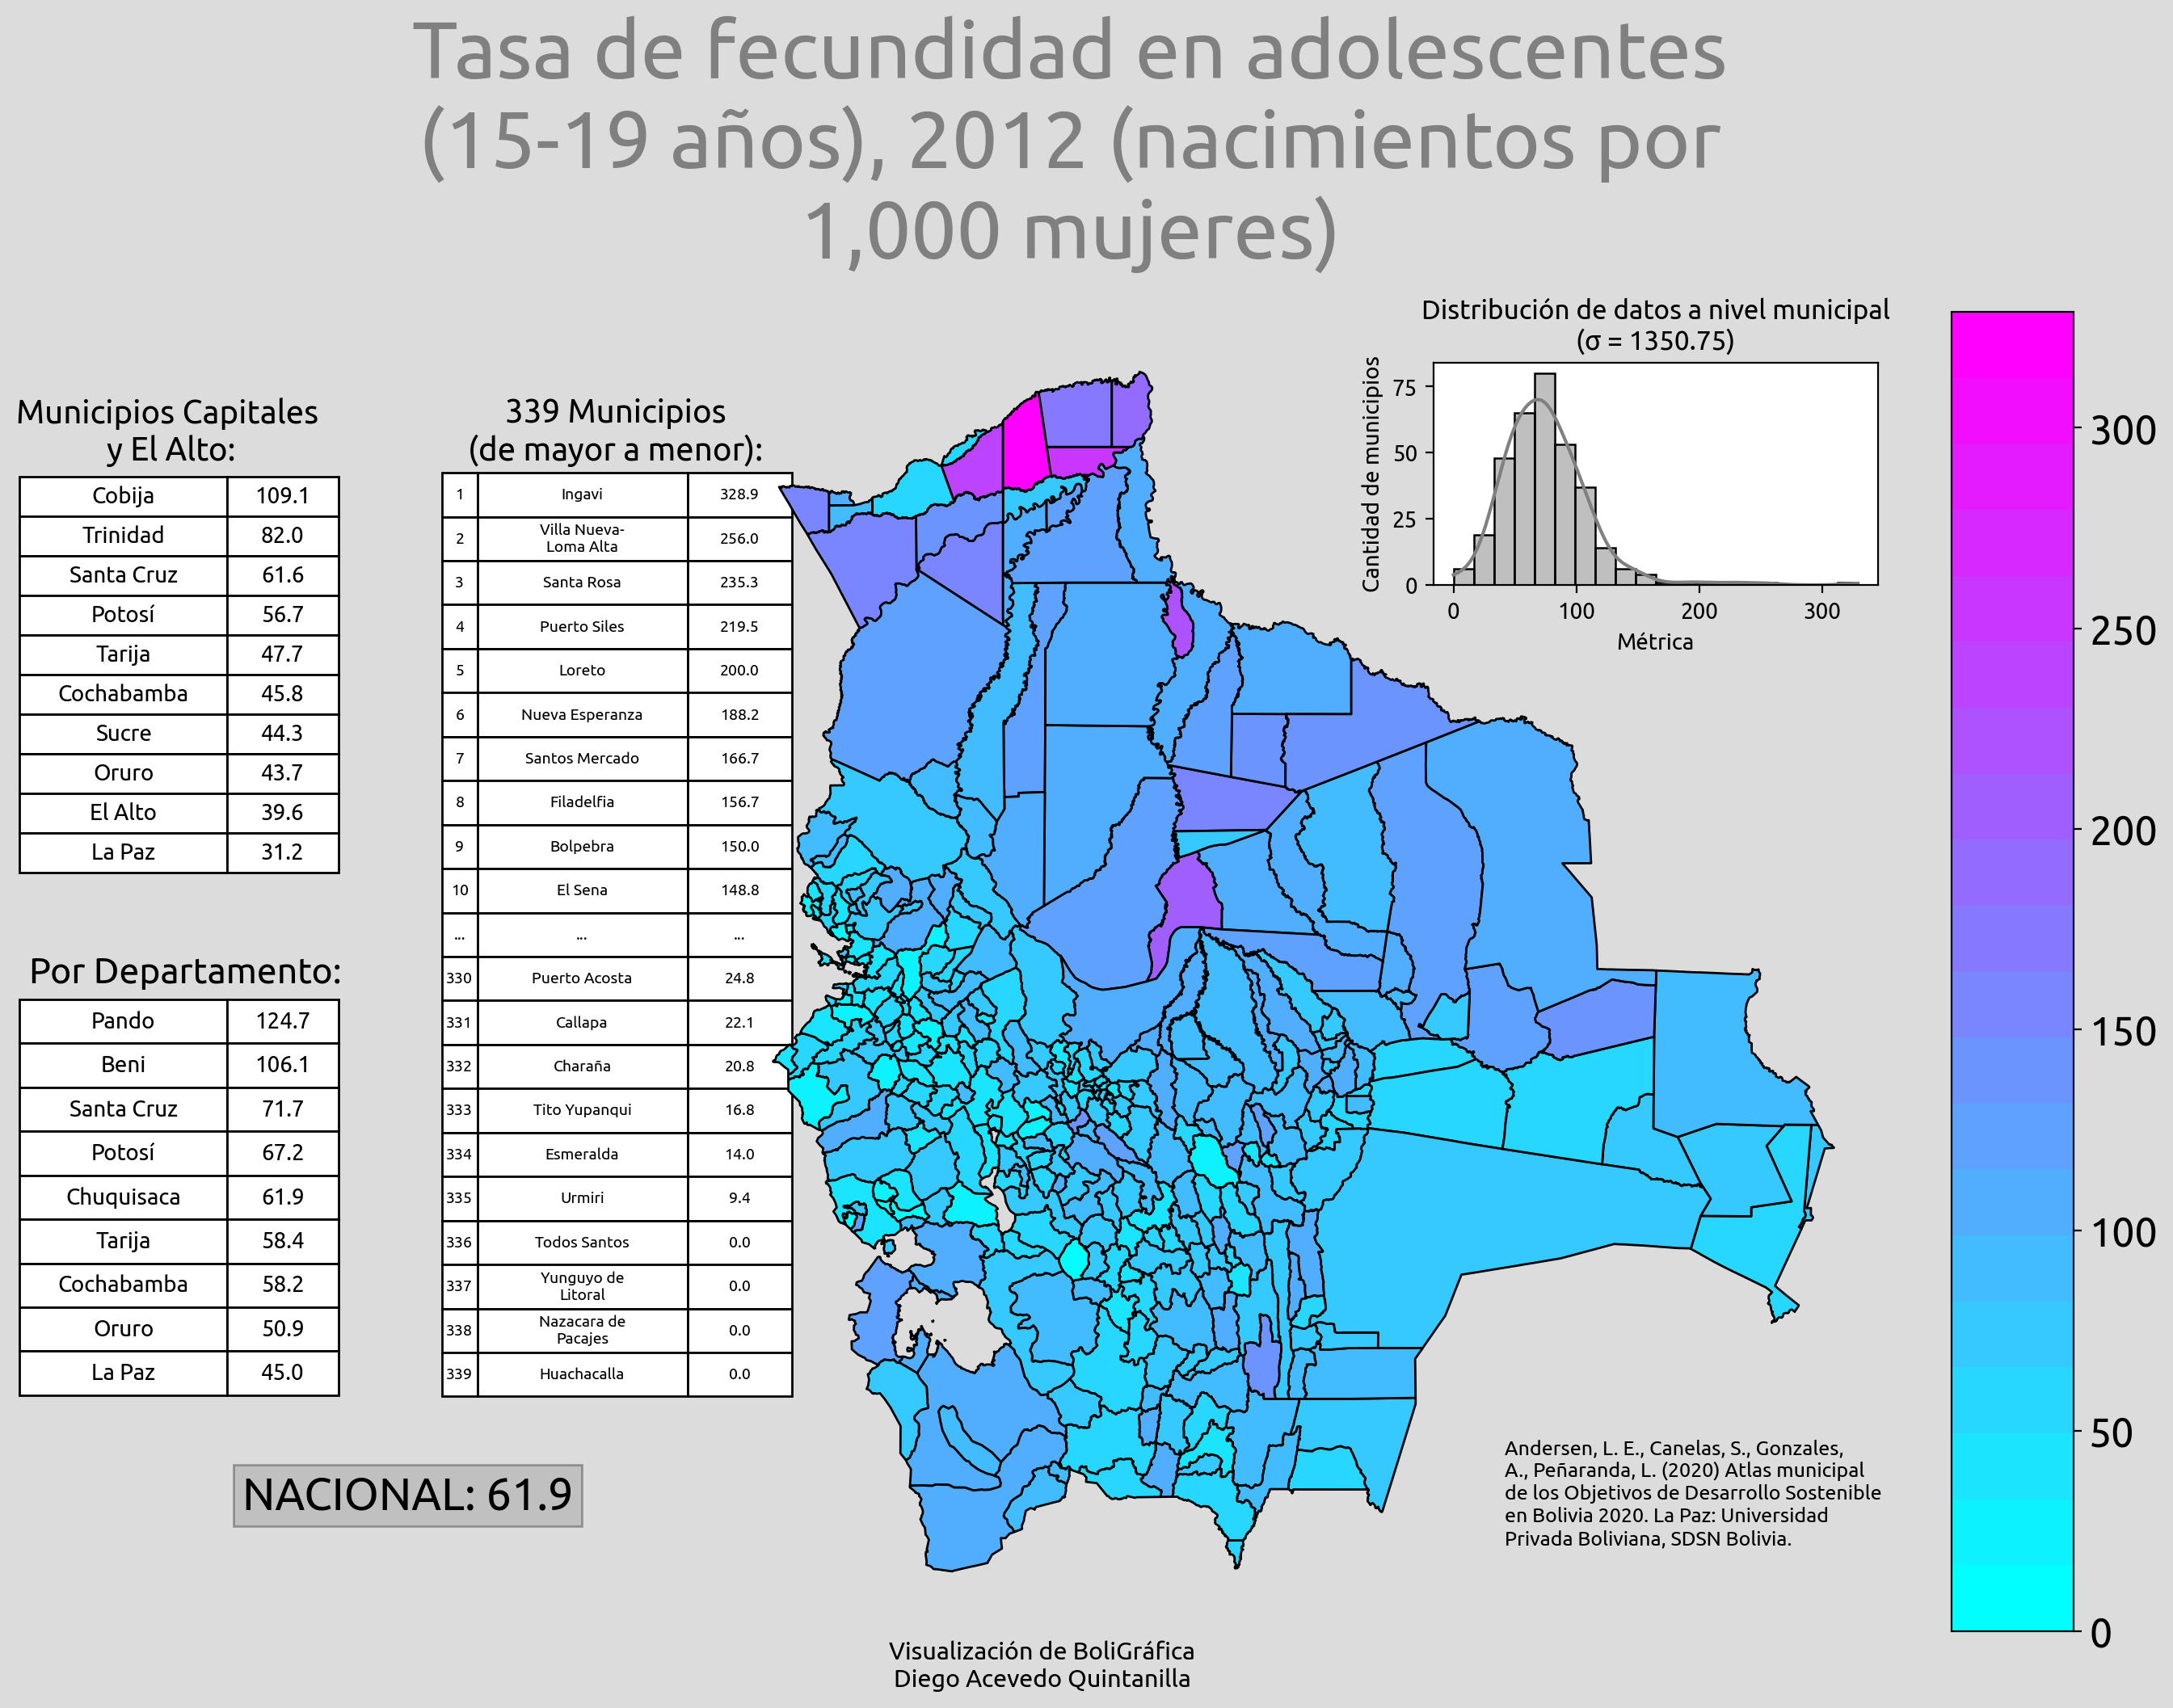 Tasa de fecundidad en adolescentes
(15-19 años), 2012 (nacimientos por
1,000 mujeres)
Municipios Capitales
y El Alto:
Cobija 109.1
Trinidad 82.0
Santa Cruz 61.6
Potosí 56.7
Tarija 47.7
Cochabamba 45.8
Sucre 44.3
Oruro 43.7
El Alto 39.6
La Paz 31.2
Por Departamento:
Pando 124.7
Beni 106.1
Santa Cruz 71.7
Potosí 67.2
Chuquisaca 61.9
Tarija 58.4
Cochabamba 58.2
Oruro 50.9
La Paz 45.0
NACIONAL: 61.9
339 Municipios
(de mayor a menor):
1 Ingavi 328.9
2 Villa Nueva-
Loma Alta 256.0
3 Santa Rosa 235.3
4 Puerto Siles 219.5
5 Loreto 200.0
6 Nueva Esperanza 188.2
7 Santos Mercado 166.7
8 Filadelfia 156.7
9 Bolpebra 150.0
10 El Sena 148.8
... ... ...
330 Puerto Acosta 24.8
331 Callapa 22.1
332 Charaña 20.8
333 Tito Yupanqui 16.8
334 Esmeralda 14.0
335 Urmiri 9.4
336 Todos Santos 0.0
337 Yunguyo de
Litoral 0.0
338 Nazacara de
Pacajes 0.0
339 Huachacalla 0.0
Distribución de datos a nivel municipal
(σ = 1350.75)
Cantidad de municipios
75
50
25
0
0 100 200 300
Métrica
300
250
200
150
100
50
0
Andersen, L. E., Canelas, S., Gonzales,
A., Peñaranda, L. (2020) Atlas municipal
de los Objetivos de Desarrollo Sostenible
en Bolivia 2020. La Paz: Universidad
Privada Boliviana, SDSN Bolivia.
Visualización de BoliGráfica
Diego Acevedo Quintanilla